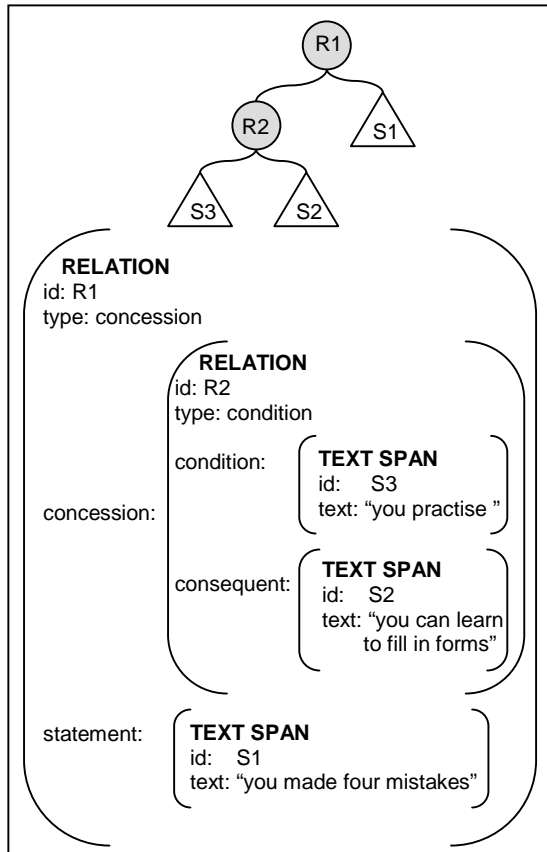 R1
R2
S1
S3
S2
RELATION
id: R1
type: concession
RELATION
id: R2
type: condition
condition:
TEXT SPAN
id: S3
text: “you practise ”
concession:
consequent:
TEXT SPAN
id: S2
text: “you can learn
to fill in forms”
statement:
TEXT SPAN
id: S1
text: “you made four mistakes”